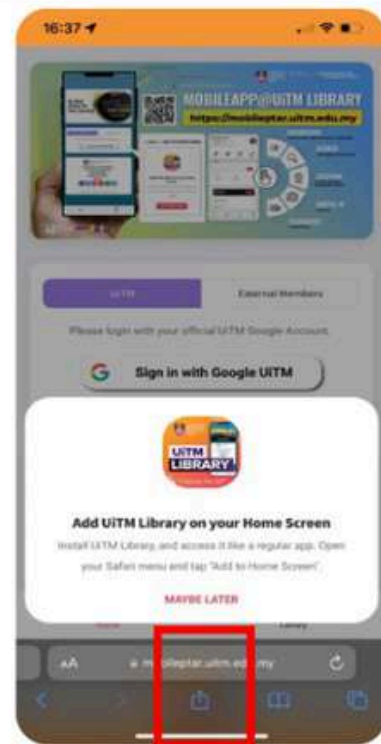 16:37
MOBILEAPP@UiTM LIBRARY
https://mobileptar.uitm.edu.my
UiTM
External Members
Please login with your official UiTM Google Account.
G Sign in with Google UiTM
UiTM
LIBRARY
Add UiTM Library on your Home Screen
Install UiTM Library, and access it like a regular app. Open
your Safari menu and tap "Add to Home Screen".
MAYBE LATER
Home
Library
AA mobileptar.uitm.edu.my